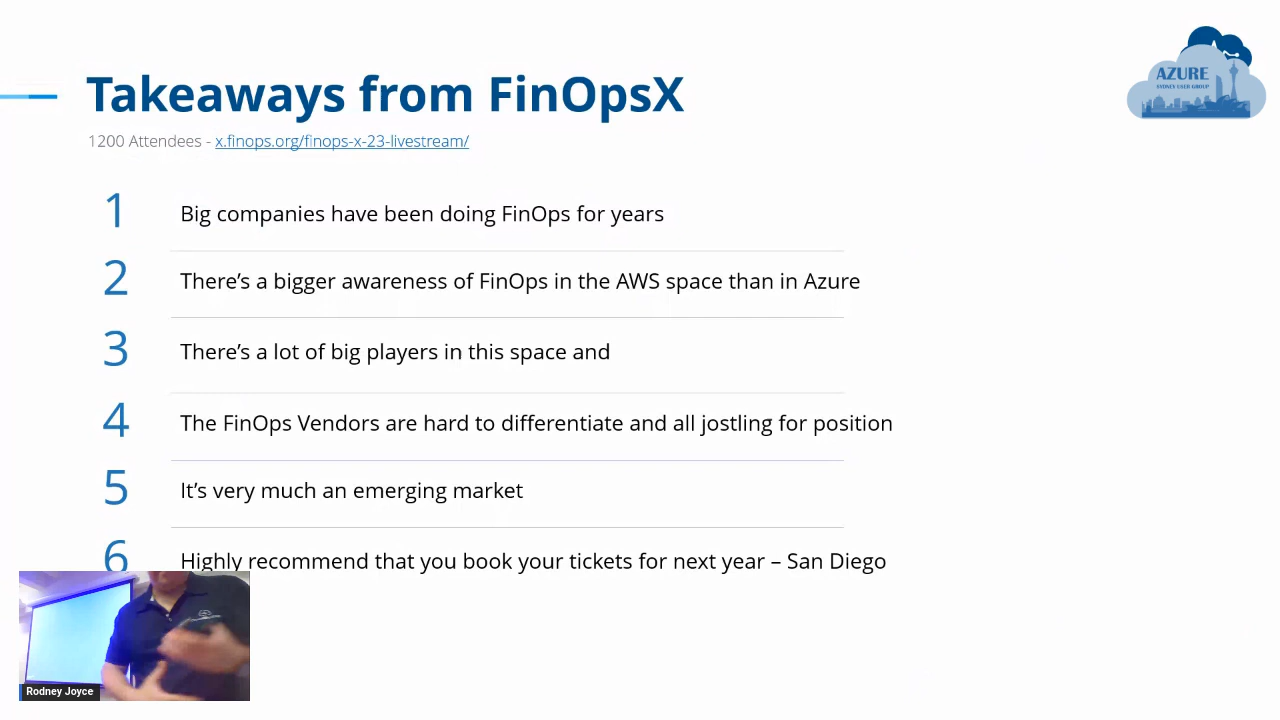 Takeaways from FinOpsX
1200 Attendees - x.finops.org/finops-x-23-livestream/
AZURE
SYDNEY USER GROUP
1 Big companies have been doing FinOps for years
2 There’s a bigger awareness of FinOps in the AWS space than in Azure
3 There’s a lot of big players in this space and
4 The FinOps Vendors are hard to differentiate and all jostling for position
5 It’s very much an emerging market
6 Highly recommend that you book your tickets for next year – San Diego
Rodney Joyce